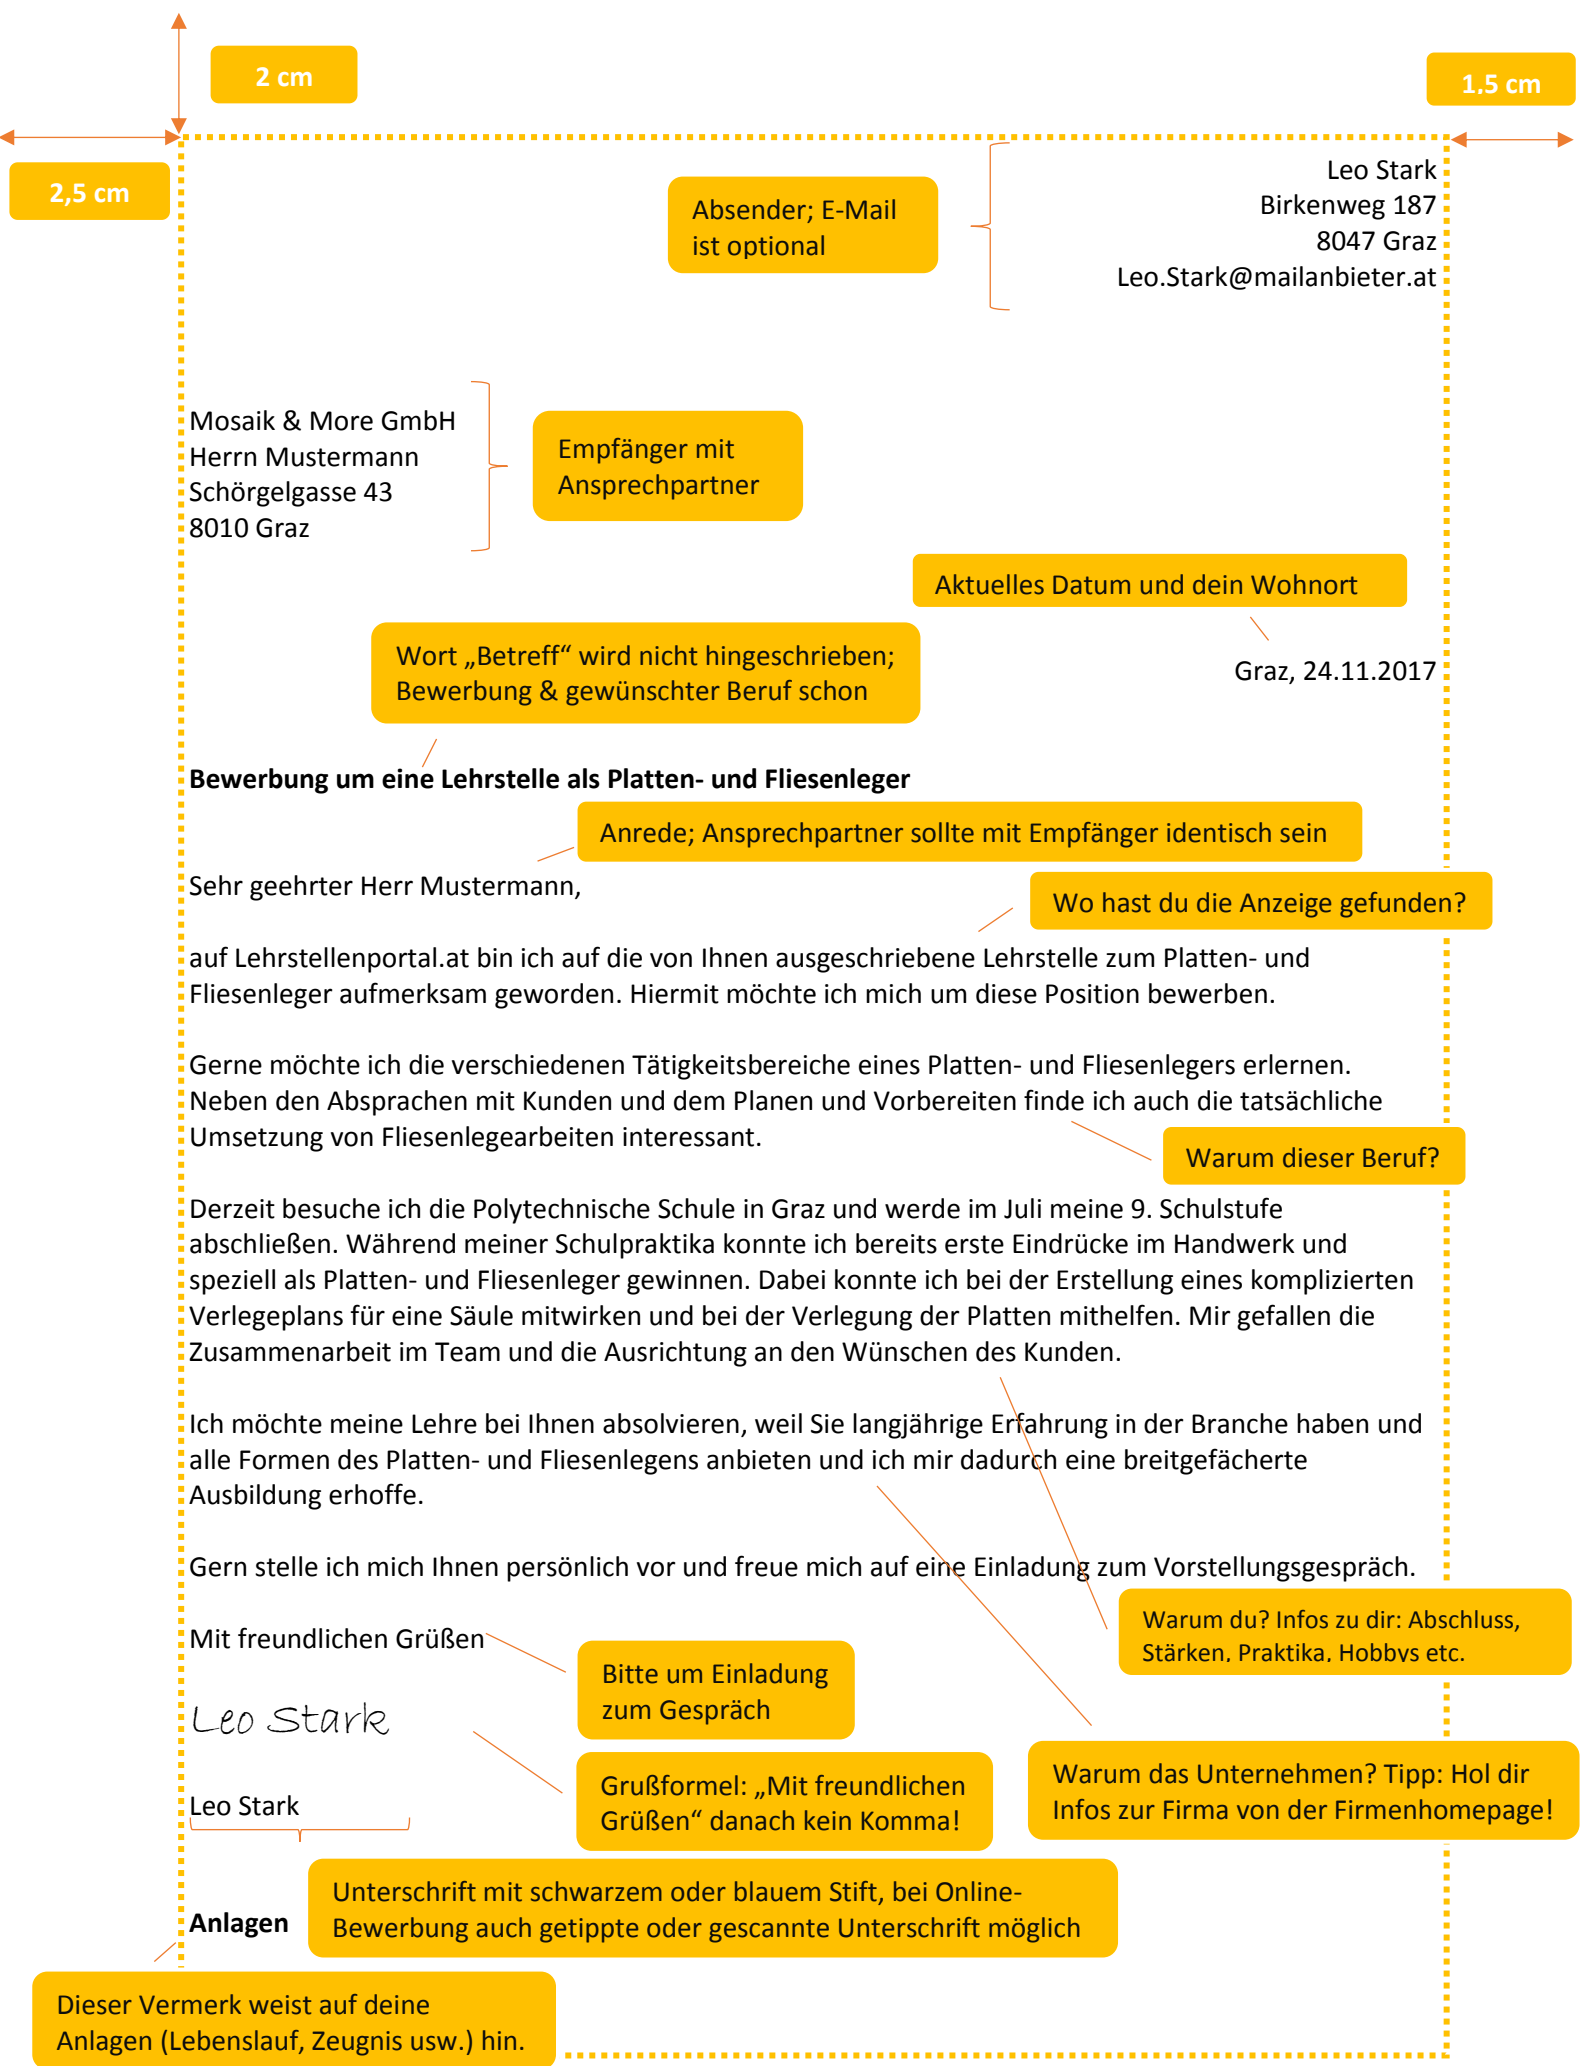 2 cm
1,5 cm
2,5 cm
Absender; E-Mail
ist optional
Leo Stark
Birkenweg 187
8047 Graz
Leo.Stark@mailanbieter.at
Mosaik & More GmbH
Herrn Mustermann
Schörgelgasse 43
8010 Graz
Empfänger mit
Ansprechpartner
Aktuelles Datum und dein Wohnort
Wort „Betreff“ wird nicht hingeschrieben;
Bewerbung & gewünschter Beruf schon
Graz, 24.11.2017
Bewerbung um eine Lehrstelle als Platten- und Fliesenleger
Anrede; Ansprechpartner sollte mit Empfänger identisch sein
Sehr geehrter Herr Mustermann,
Wo hast du die Anzeige gefunden?
auf Lehrstellenportal.at bin ich auf die von Ihnen ausgeschriebene Lehrstelle zum Platten- und
Fliesenleger aufmerksam geworden. Hiermit möchte ich mich um diese Position bewerben.
Gerne möchte ich die verschiedenen Tätigkeitsbereiche eines Platten- und Fliesenlegers erlernen.
Neben den Absprachen mit Kunden und dem Planen und Vorbereiten finde ich auch die tatsächliche
Umsetzung von Fliesenlegearbeiten interessant.
Warum dieser Beruf?
Derzeit besuche ich die Polytechnische Schule in Graz und werde im Juli meine 9. Schulstufe
abschließen. Während meiner Schulpraktika konnte ich bereits erste Eindrücke im Handwerk und
speziell als Platten- und Fliesenleger gewinnen. Dabei konnte ich bei der Erstellung eines komplizierten
Verlegeplans für eine Säule mitwirken und bei der Verlegung der Platten mithelfen. Mir gefallen die
Zusammenarbeit im Team und die Ausrichtung an den Wünschen des Kunden.
Ich möchte meine Lehre bei Ihnen absolvieren, weil Sie langjährige Erfahrung in der Branche haben und
alle Formen des Platten- und Fliesenlegens anbieten und ich mir dadurch eine breitgefächerte
Ausbildung erhoffe.
Gern stelle ich mich Ihnen persönlich vor und freue mich auf eine Einladung zum Vorstellungsgespräch.
Warum du? Infos zu dir: Abschluss,
Stärken, Praktika, Hobbys etc.
Mit freundlichen Grüßen
Bitte um Einladung
zum Gespräch
Leo Stark
Grußformel: „Mit freundlichen
Grüßen“ danach kein Komma!
Warum das Unternehmen? Tipp: Hol dir
Infos zur Firma von der Firmenhomepage!
Leo Stark
Unterschrift mit schwarzem oder blauem Stift, bei Online-
Bewerbung auch getippte oder gescannte Unterschrift möglich
Anlagen
Dieser Vermerk weist auf deine
Anlagen (Lebenslauf, Zeugnis usw.) hin.